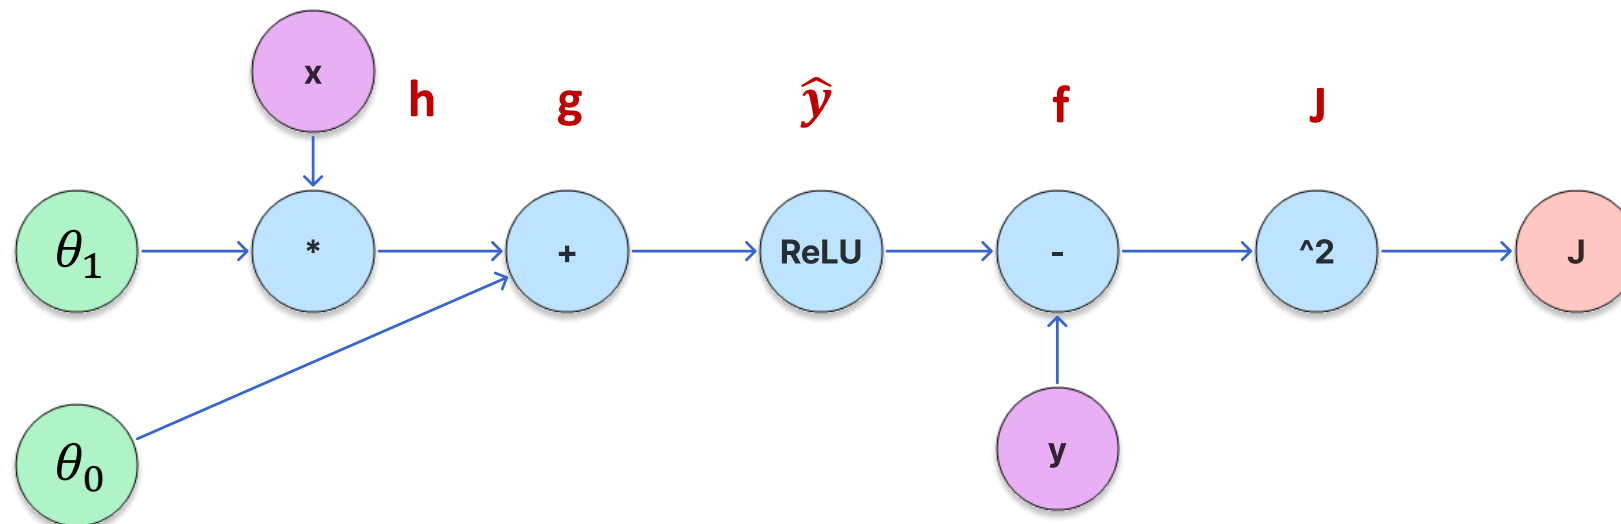 x
h g ŷ f J
θ₁ * + ReLU - ^2 J
θ₀ y